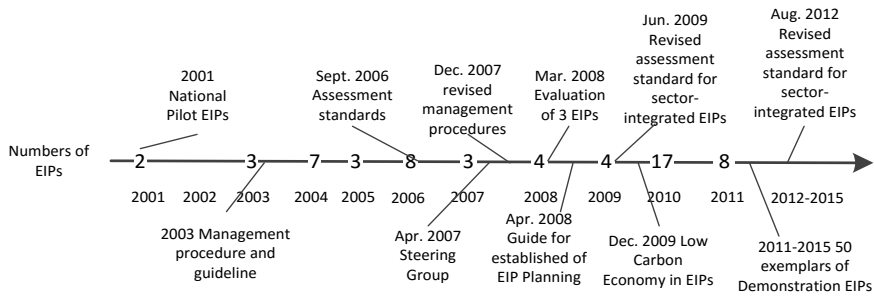 2001
National
Pilot EIPs
Sept. 2006
Assessment
standards
Dec. 2007
revised
management
procedures
Mar. 2008
Evaluation
of 3 EIPs
Jun. 2009
Revised
assessment
standard for
sector-
integrated EIPs
Aug. 2012
Revised
assessment
standard for
sector-
integrated EIPs
Numbers of
EIPs
2 3 7 3 8 3 4 4 17 8
2001 2002 2003 2004 2005 2006 2007 2008 2009 2010 2011 2012-2015
2003 Management
procedure and
guideline
Apr. 2007
Steering
Group
Apr. 2008
Guide for
established of
EIP Planning
Dec. 2009 Low
Carbon
Economy in EIPs
2011-2015 50
exemplars of
Demonstration EIPs